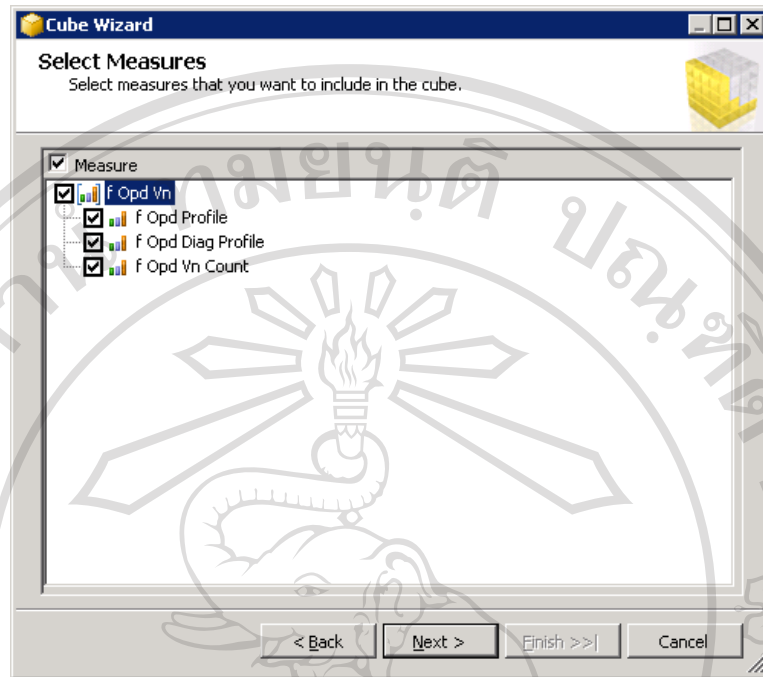 Cube Wizard
Select Measures
Select measures that you want to include in the cube.
Measure
f Opd Vn
f Opd Profile
f Opd Diag Profile
f Opd Vn Count
< Back
Next >
Finish >>|
Cancel